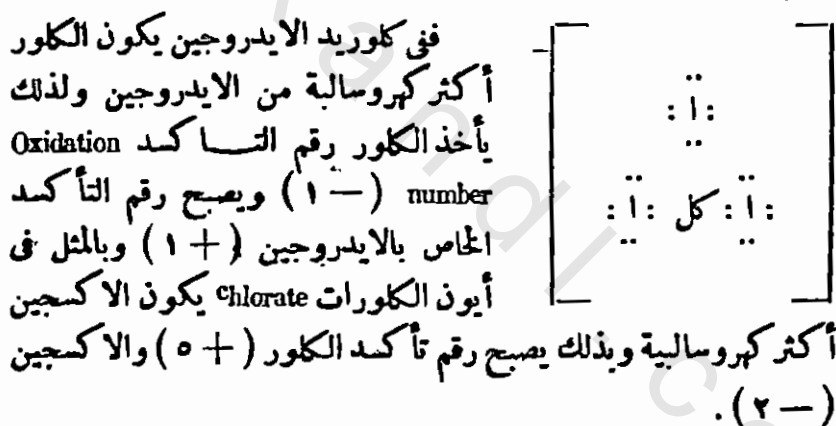 ففى كلوريد الايدروجين يكون الكلور
أكثر كهروسالبة من الايدروجين ولذلك
يأخذ الكلور رقم التأكسد Oxidation
number (— ١) ويصبح رقم التأكسد
الخاص بالايدروجين (+ ١) وبالمثل فى
أيون الكلورات chlorate يكون الاكسجين
أكثر كهروسالبية وبذلك يصبح رقم تأكسد الكلور (+ ٥) والاكسجين
(— ٢) .
—
: ا :
: ا : كل : ا :